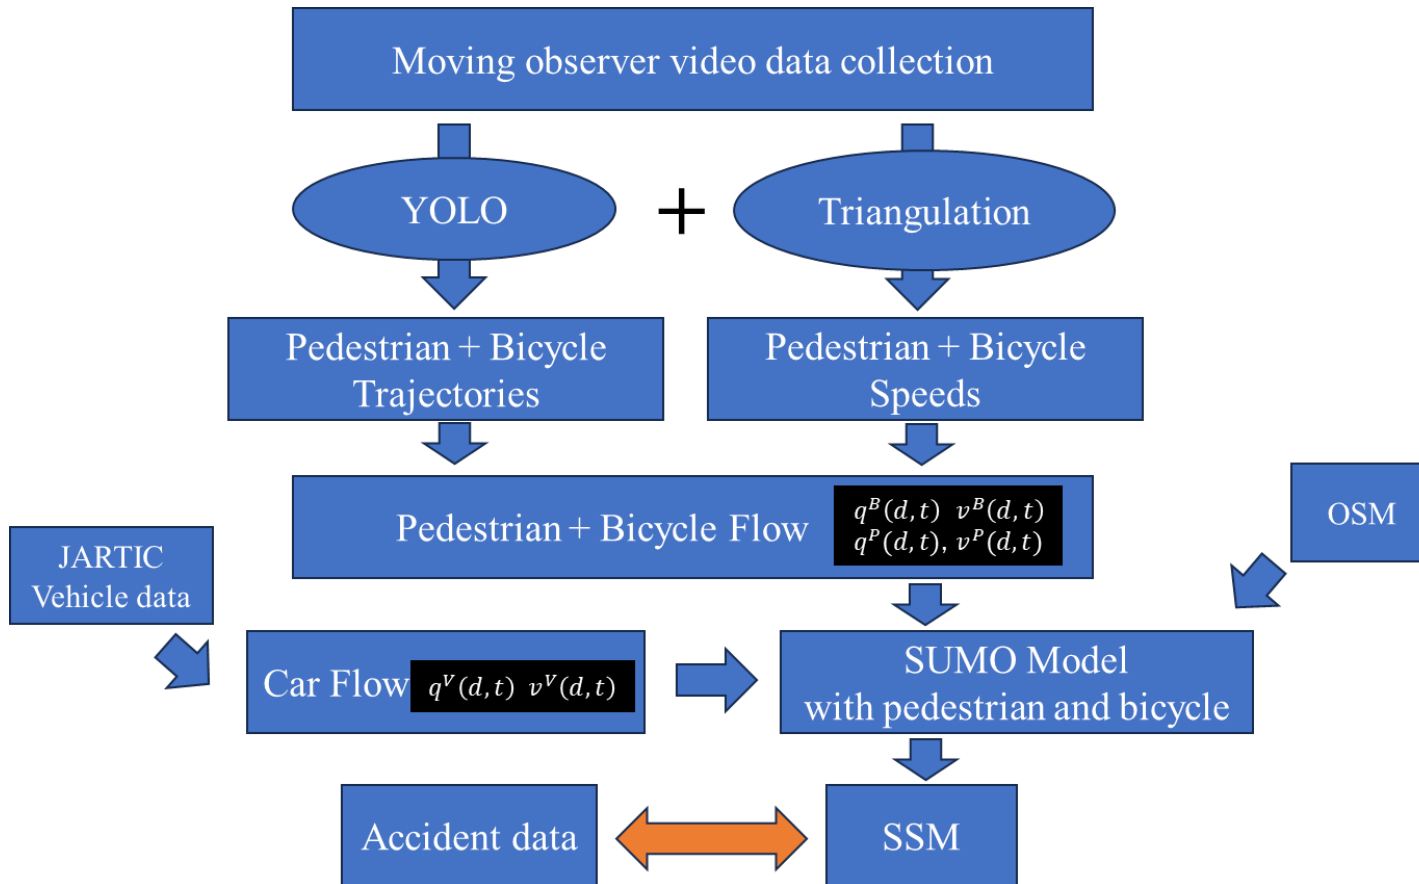 Moving observer video data collection
YOLO
+
Triangulation
Pedestrian + Bicycle
Trajectories
Pedestrian + Bicycle
Speeds
Pedestrian + Bicycle Flow
q^B(d,t) v^B(d,t)
q^P(d,t), v^P(d,t)
OSM
JARTIC
Vehicle data
Car Flow
q^V(d,t) v^V(d,t)
SUMO Model
with pedestrian and bicycle
Accident data
SSM